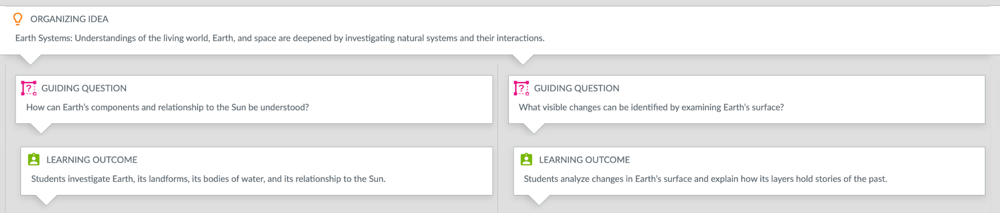 ORGANIZING IDEA
Earth Systems: Understandings of the living world, Earth, and space are deepened by investigating natural systems and their interactions.
? GUIDING QUESTION
How can Earth’s components and relationship to the Sun be understood?
LEARNING OUTCOME
Students investigate Earth, its landforms, its bodies of water, and its relationship to the Sun.
? GUIDING QUESTION
What visible changes can be identified by examining Earth’s surface?
LEARNING OUTCOME
Students analyze changes in Earth’s surface and explain how its layers hold stories of the past.